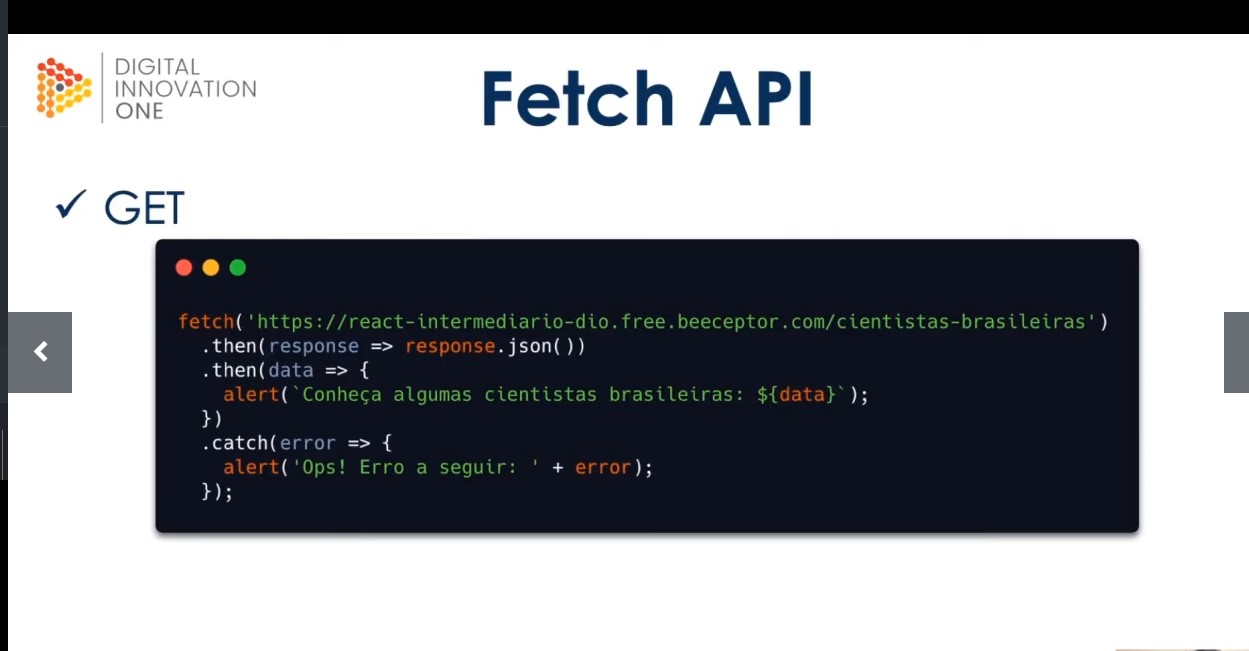 DIGITAL
INNOVATION
ONE
Fetch API
✓ GET
fetch('https://react-intermediario-dio.free.beeceptor.com/cientistas-brasileiras')
  .then(response => response.json())
  .then(data => {
    alert(`Conheça algumas cientistas brasileiras: ${data}`);
  })
  .catch(error => {
    alert('Ops! Erro a seguir: ' + error);
  });